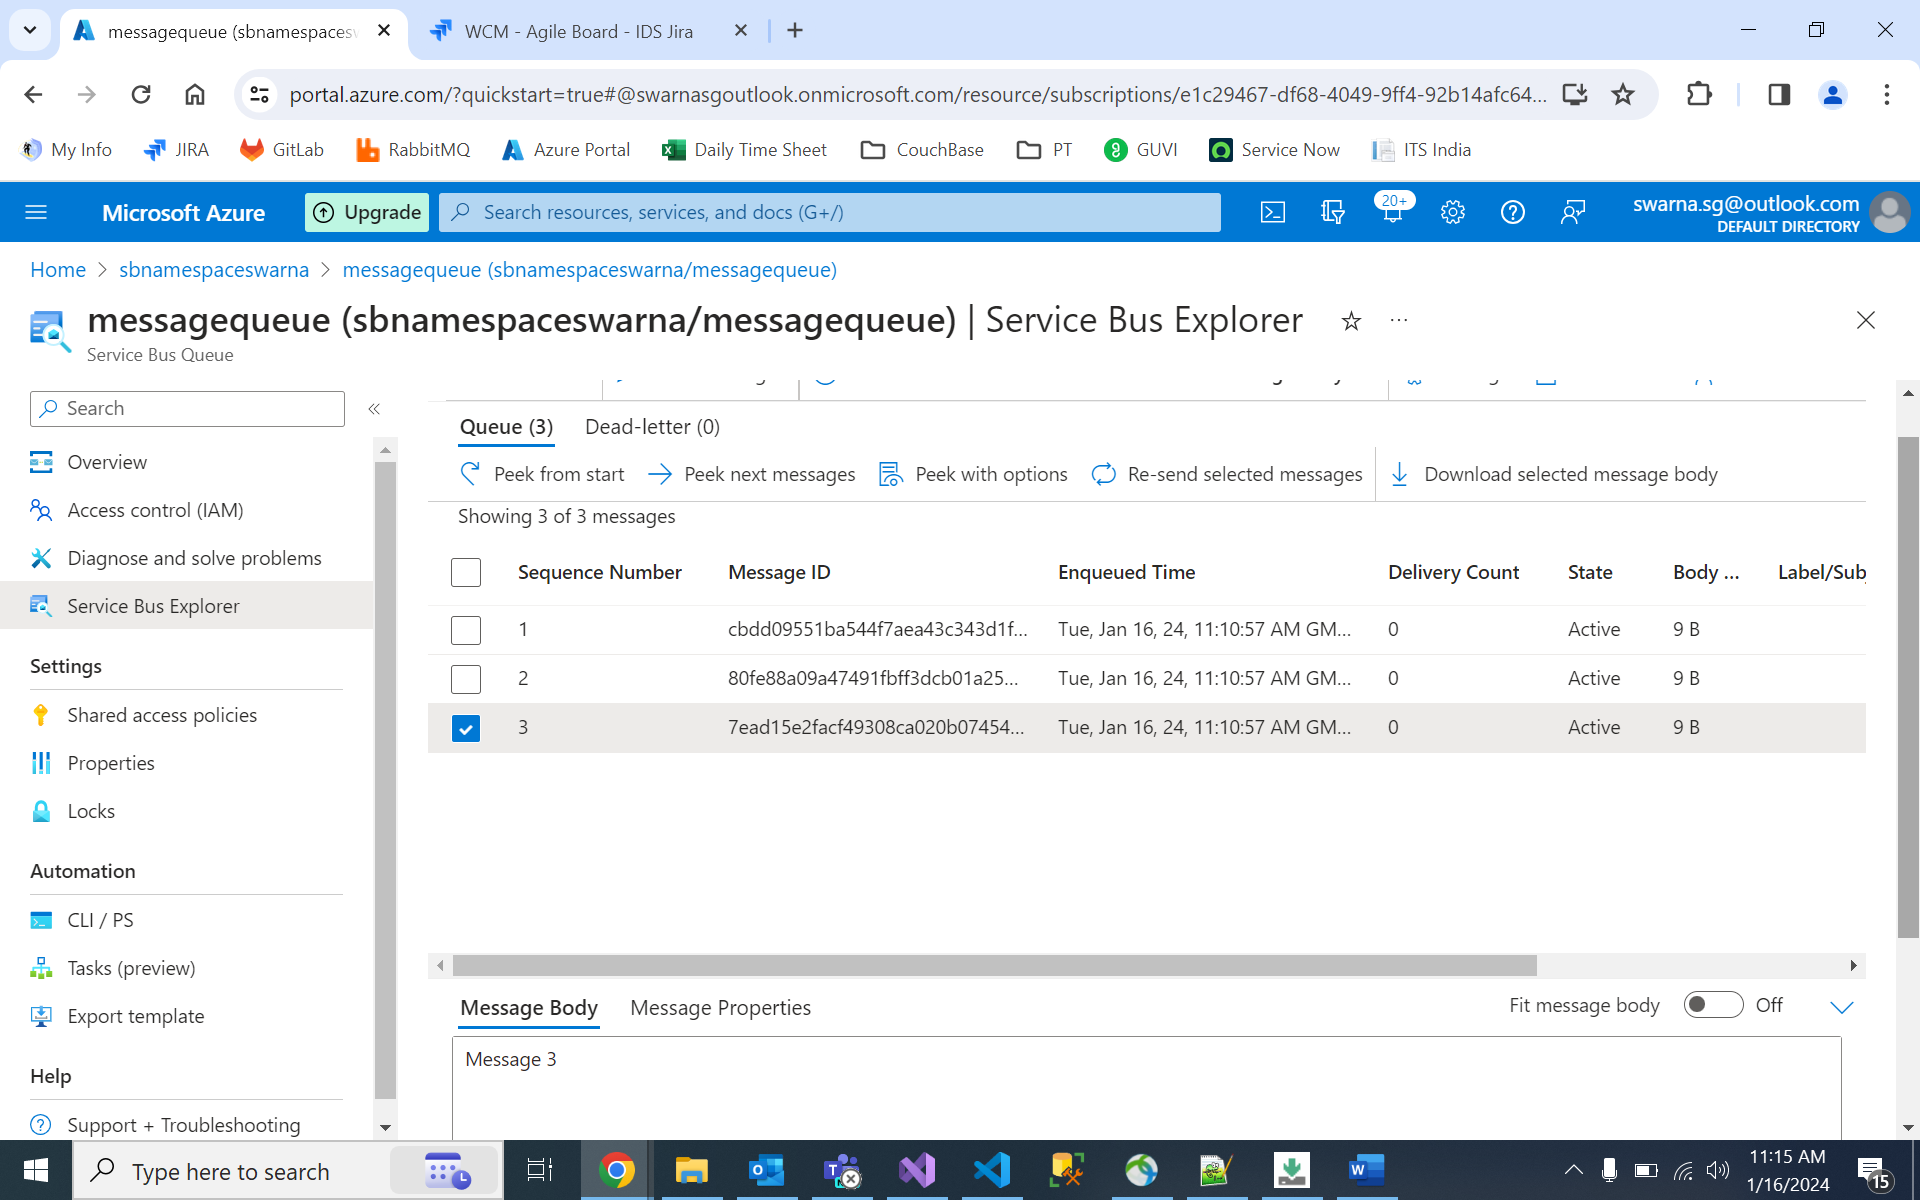 messagequeue (sbnamespacesw
WCM - Agile Board - IDS Jira
portal.azure.com/?quickstart=true#@swarnasgoutlook.onmicrosoft.com/resource/subscriptions/e1c29467-df68-4049-9ff4-92b14afc64...
My Info JIRA GitLab RabbitMQ Azure Portal Daily Time Sheet CouchBase PT GUVI Service Now ITS India
Microsoft Azure
Upgrade
Search resources, services, and docs (G+/)
20+
swarna.sg@outlook.com
DEFAULT DIRECTORY
Home > sbnamespaceswarna > messagequeue (sbnamespaceswarna/messagequeue)
messagequeue (sbnamespaceswarna/messagequeue) | Service Bus Explorer
Service Bus Queue
Search
Overview
Access control (IAM)
Diagnose and solve problems
Service Bus Explorer
Settings
Shared access policies
Properties
Locks
Automation
CLI / PS
Tasks (preview)
Export template
Help
Support + Troubleshooting
Queue (3) Dead-letter (0)
Peek from start Peek next messages Peek with options Re-send selected messages Download selected message body
Showing 3 of 3 messages
Sequence Number Message ID Enqueued Time Delivery Count State Body ... Label/Sub
1 cbdd09551ba544f7aea43c343d1f... Tue, Jan 16, 24, 11:10:57 AM GM... 0 Active 9 B
2 80fe88a09a47491fbff3dcb01a25... Tue, Jan 16, 24, 11:10:57 AM GM... 0 Active 9 B
3 7ead15e2facf49308ca020b07454... Tue, Jan 16, 24, 11:10:57 AM GM... 0 Active 9 B
Message Body Message Properties
Fit message body Off
Message 3
Type here to search
11:15 AM
1/16/2024
15